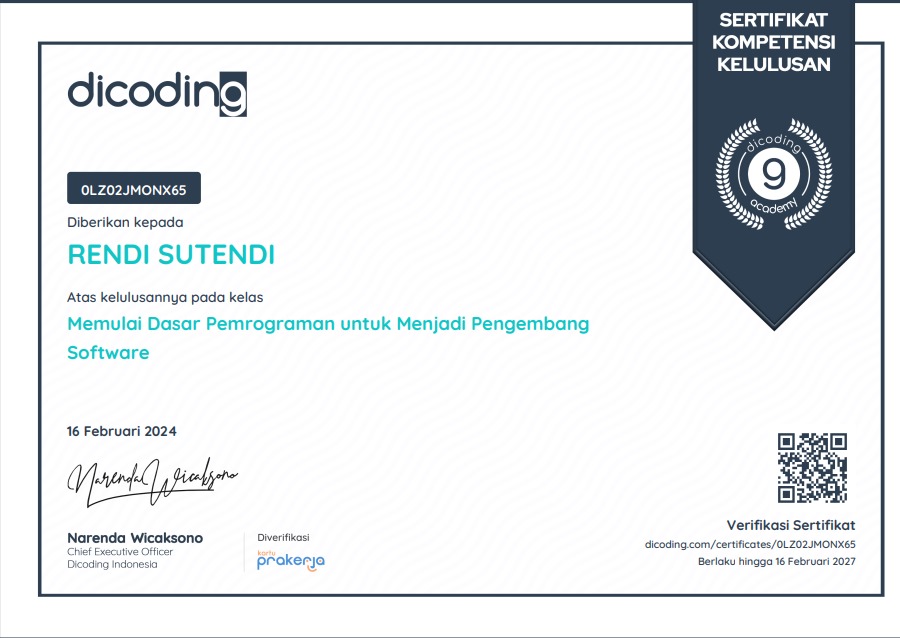 SERTIFIKAT
KOMPETENSI
KELULUSAN
dicoding
dicoding
9
academy
0LZ02JMONX65
Diberikan kepada
RENDI SUTENDI
Atas kelulusannya pada kelas
Memulai Dasar Pemrograman untuk Menjadi Pengembang
Software
16 Februari 2024
Narenda Wicaksono
Narenda Wicaksono
Chief Executive Officer
Dicoding Indonesia
Diverifikasi
kartu
prakerja
Verifikasi Sertifikat
dicoding.com/certificates/0LZ02JMONX65
Berlaku hingga 16 Februari 2027